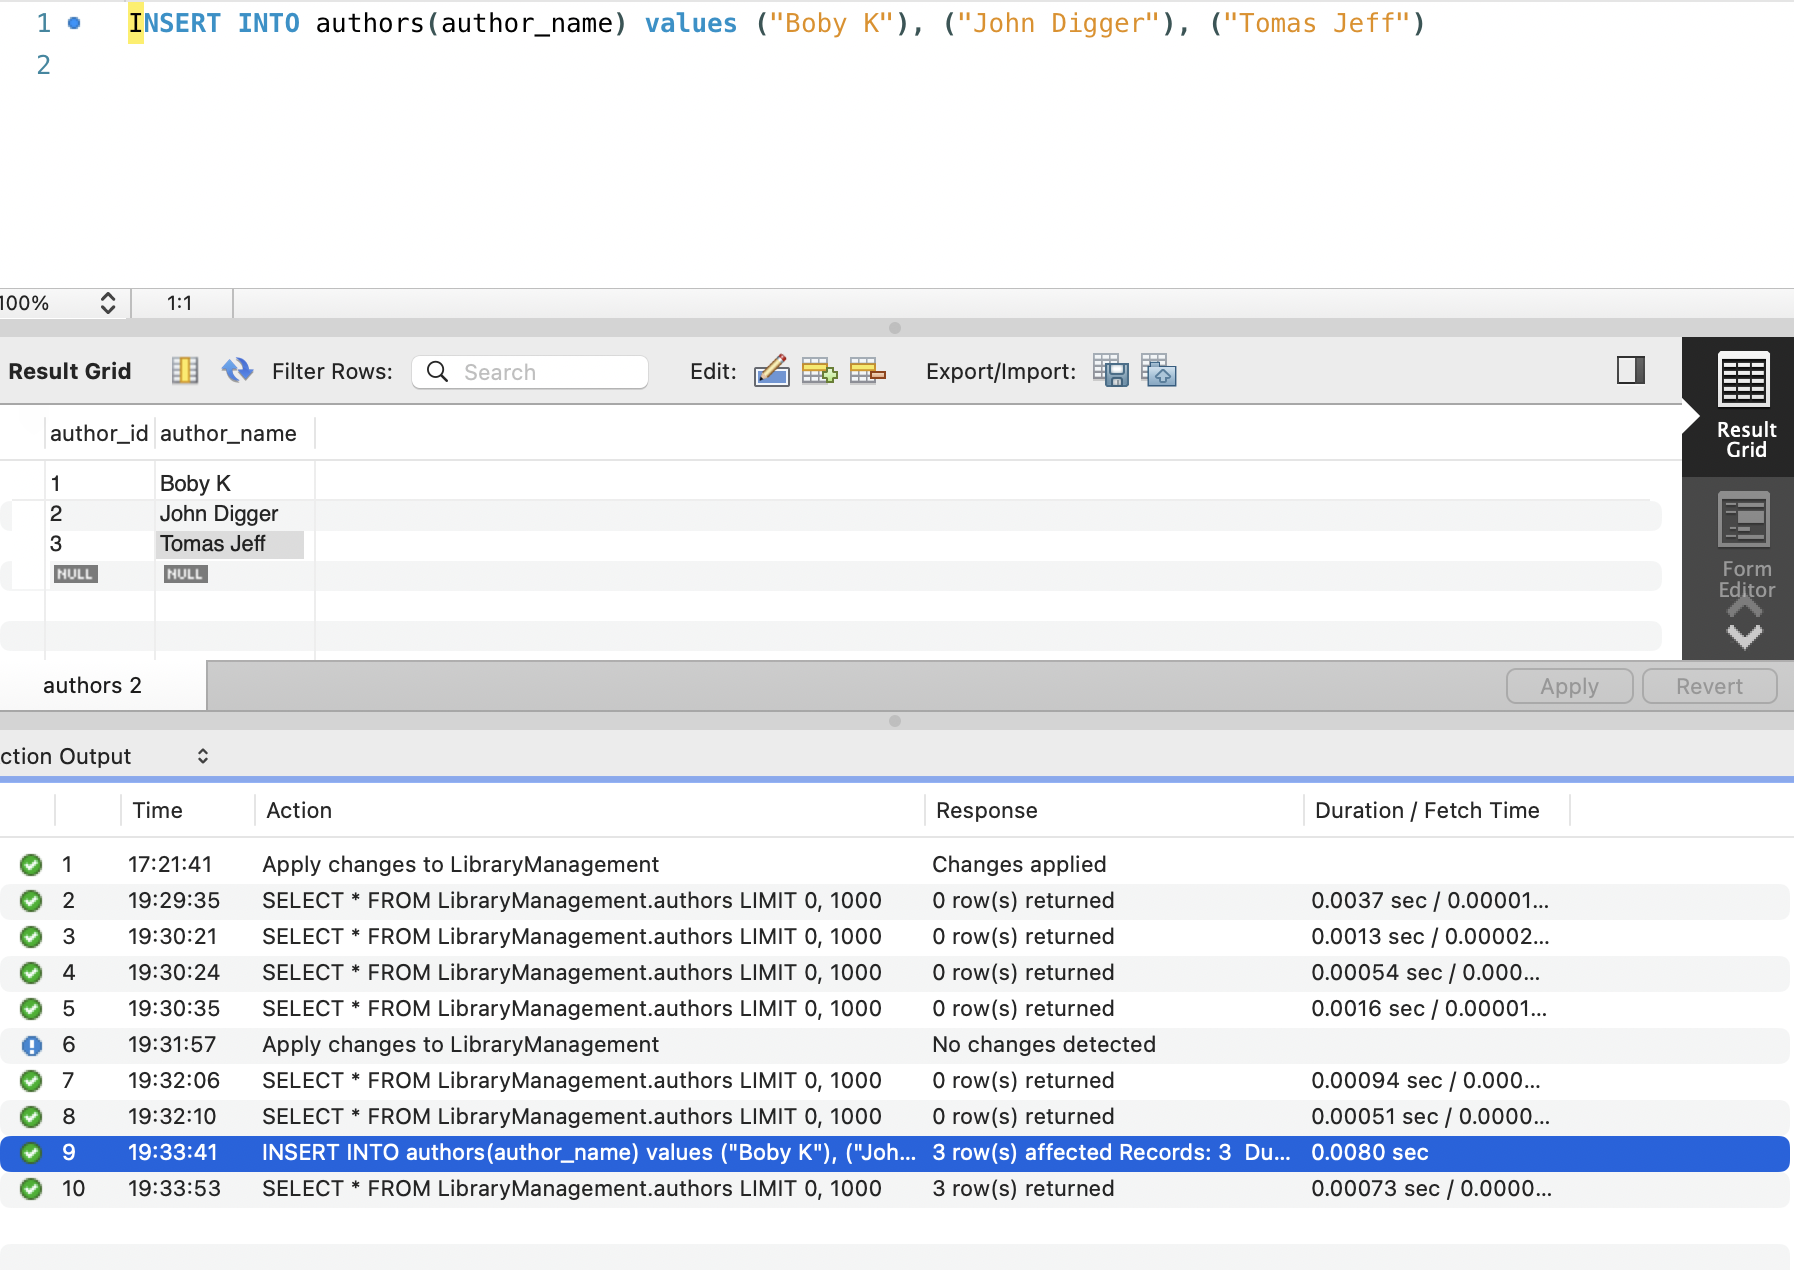 1 INSERT INTO authors(author_name) values ("Boby K"), ("John Digger"), ("Tomas Jeff")
2
100% 1:1
Result Grid Filter Rows: Search Edit: Export/Import:
author_id author_name
1 Boby K
2 John Digger
3 Tomas Jeff
NULL NULL
Result
Grid
Form
Editor
authors 2 Apply Revert
ction Output
Time Action Response Duration / Fetch Time
1 17:21:41 Apply changes to LibraryManagement Changes applied
2 19:29:35 SELECT * FROM LibraryManagement.authors LIMIT 0, 1000 0 row(s) returned 0.0037 sec / 0.00001...
3 19:30:21 SELECT * FROM LibraryManagement.authors LIMIT 0, 1000 0 row(s) returned 0.0013 sec / 0.00002...
4 19:30:24 SELECT * FROM LibraryManagement.authors LIMIT 0, 1000 0 row(s) returned 0.00054 sec / 0.000...
5 19:30:35 SELECT * FROM LibraryManagement.authors LIMIT 0, 1000 0 row(s) returned 0.0016 sec / 0.00001...
6 19:31:57 Apply changes to LibraryManagement No changes detected
7 19:32:06 SELECT * FROM LibraryManagement.authors LIMIT 0, 1000 0 row(s) returned 0.00094 sec / 0.000...
8 19:32:10 SELECT * FROM LibraryManagement.authors LIMIT 0, 1000 0 row(s) returned 0.00051 sec / 0.0000...
9 19:33:41 INSERT INTO authors(author_name) values ("Boby K"), ("Joh... 3 row(s) affected Records: 3 Du... 0.0080 sec
10 19:33:53 SELECT * FROM LibraryManagement.authors LIMIT 0, 1000 3 row(s) returned 0.00073 sec / 0.0000...